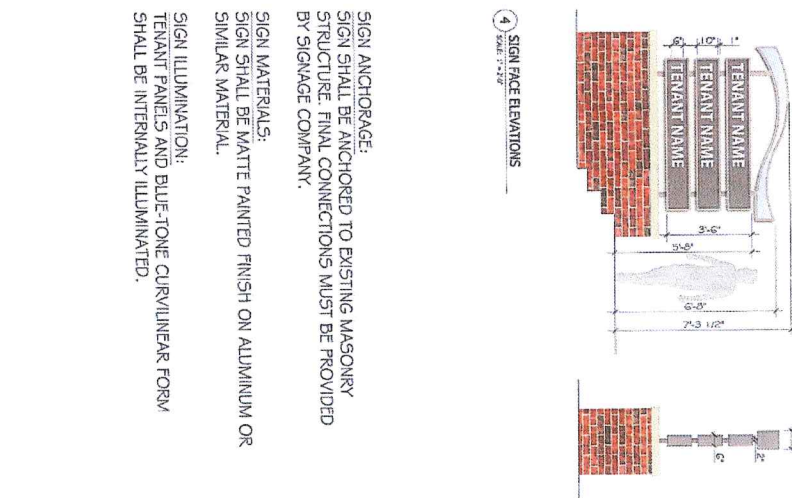 TENANT NAME
TENANT NAME
TENANT NAME
1"
10"
6"
3'-6"
5'-8"
6'-8"
7'-3 1/2"
2"
6"
4 SIGN FACE ELEVATIONS
SIGN ANCHORAGE:
SIGN SHALL BE ANCHORED TO EXISTING MASONRY
STRUCTURE. FINAL CONNECTIONS MUST BE PROVIDED
BY SIGNAGE COMPANY.
SIGN MATERIALS:
SIGN SHALL BE MATTE PAINTED FINISH ON ALUMINUM OR
SIMILAR MATERIAL.
SIGN ILLUMINATION:
TENANT PANELS AND BLUE-TONE CURVILINEAR FORM
SHALL BE INTERNALLY ILLUMINATED.